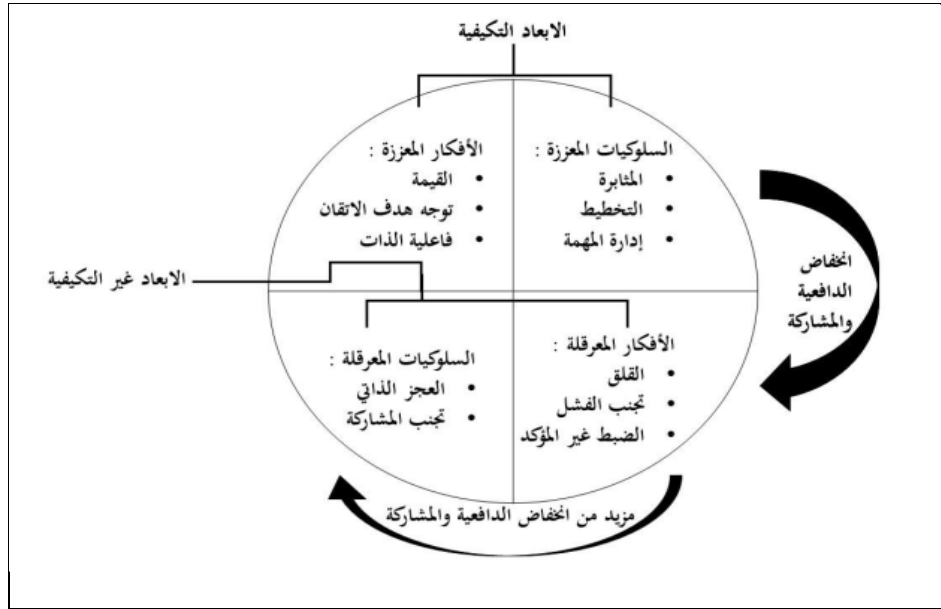 الابعاد التكيفية
السلوكيات المعززة :
• المثابرة
• التخطيط
• إدارة المهمة
الأفكار المعززة :
• القيمة
• توجه هدف الاتقان
• فاعلية الذات
انخفاض
الدافعية
والمشاركة
الابعاد غير التكيفية
الأفكار المعرقلة :
• القلق
• تجنب الفشل
• الضبط غير المؤكد
السلوكيات المعرقلة :
• العجز الذاتي
• تجنب المشاركة
مزيد من انخفاض الدافعية والمشاركة